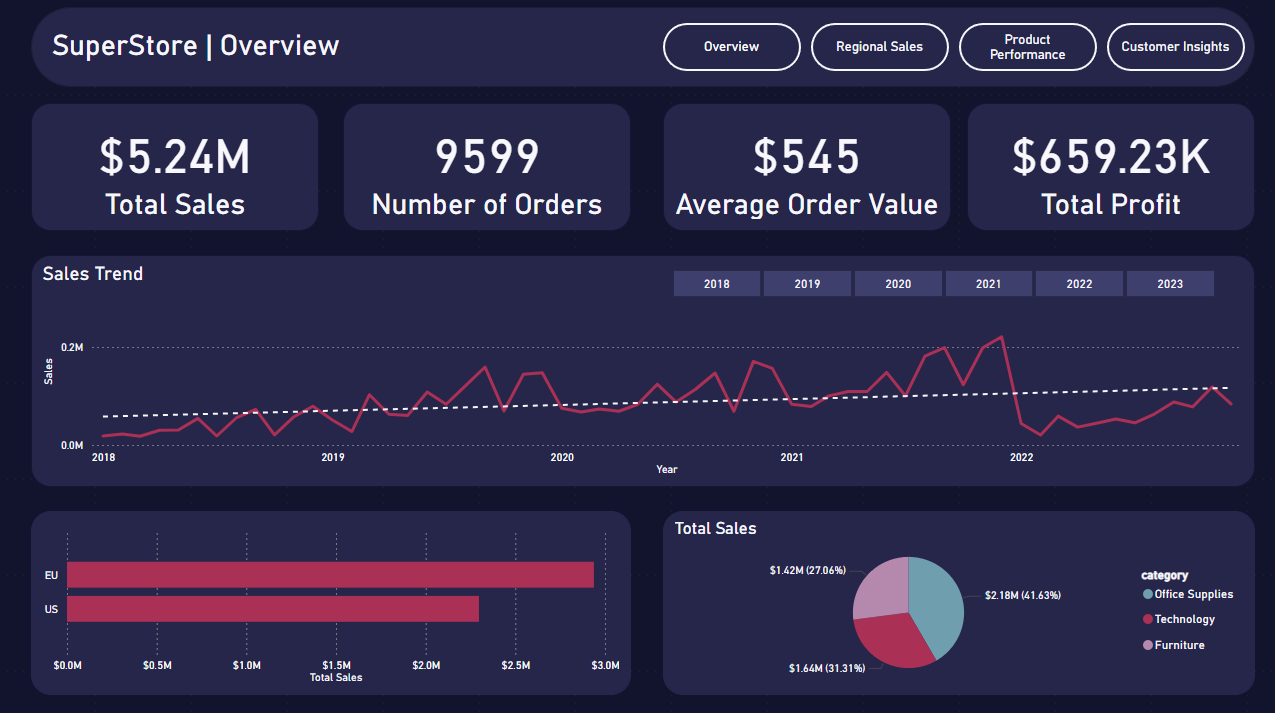 SuperStore | Overview
Overview
Regional Sales
Product
Performance
Customer Insights
$5.24M
Total Sales
9599
Number of Orders
$545
Average Order Value
$659.23K
Total Profit
Sales Trend
2018
2019
2020
2021
2022
2023
0.2M
Sales
0.0M
2018
2019
2020
2021
2022
Year
EU
US
$0.0M
$0.5M
$1.0M
$1.5M
$2.0M
$2.5M
$3.0M
Total Sales
Total Sales
$1.42M (27.06%)
$2.18M (41.63%)
$1.64M (31.31%)
category
Office Supplies
Technology
Furniture